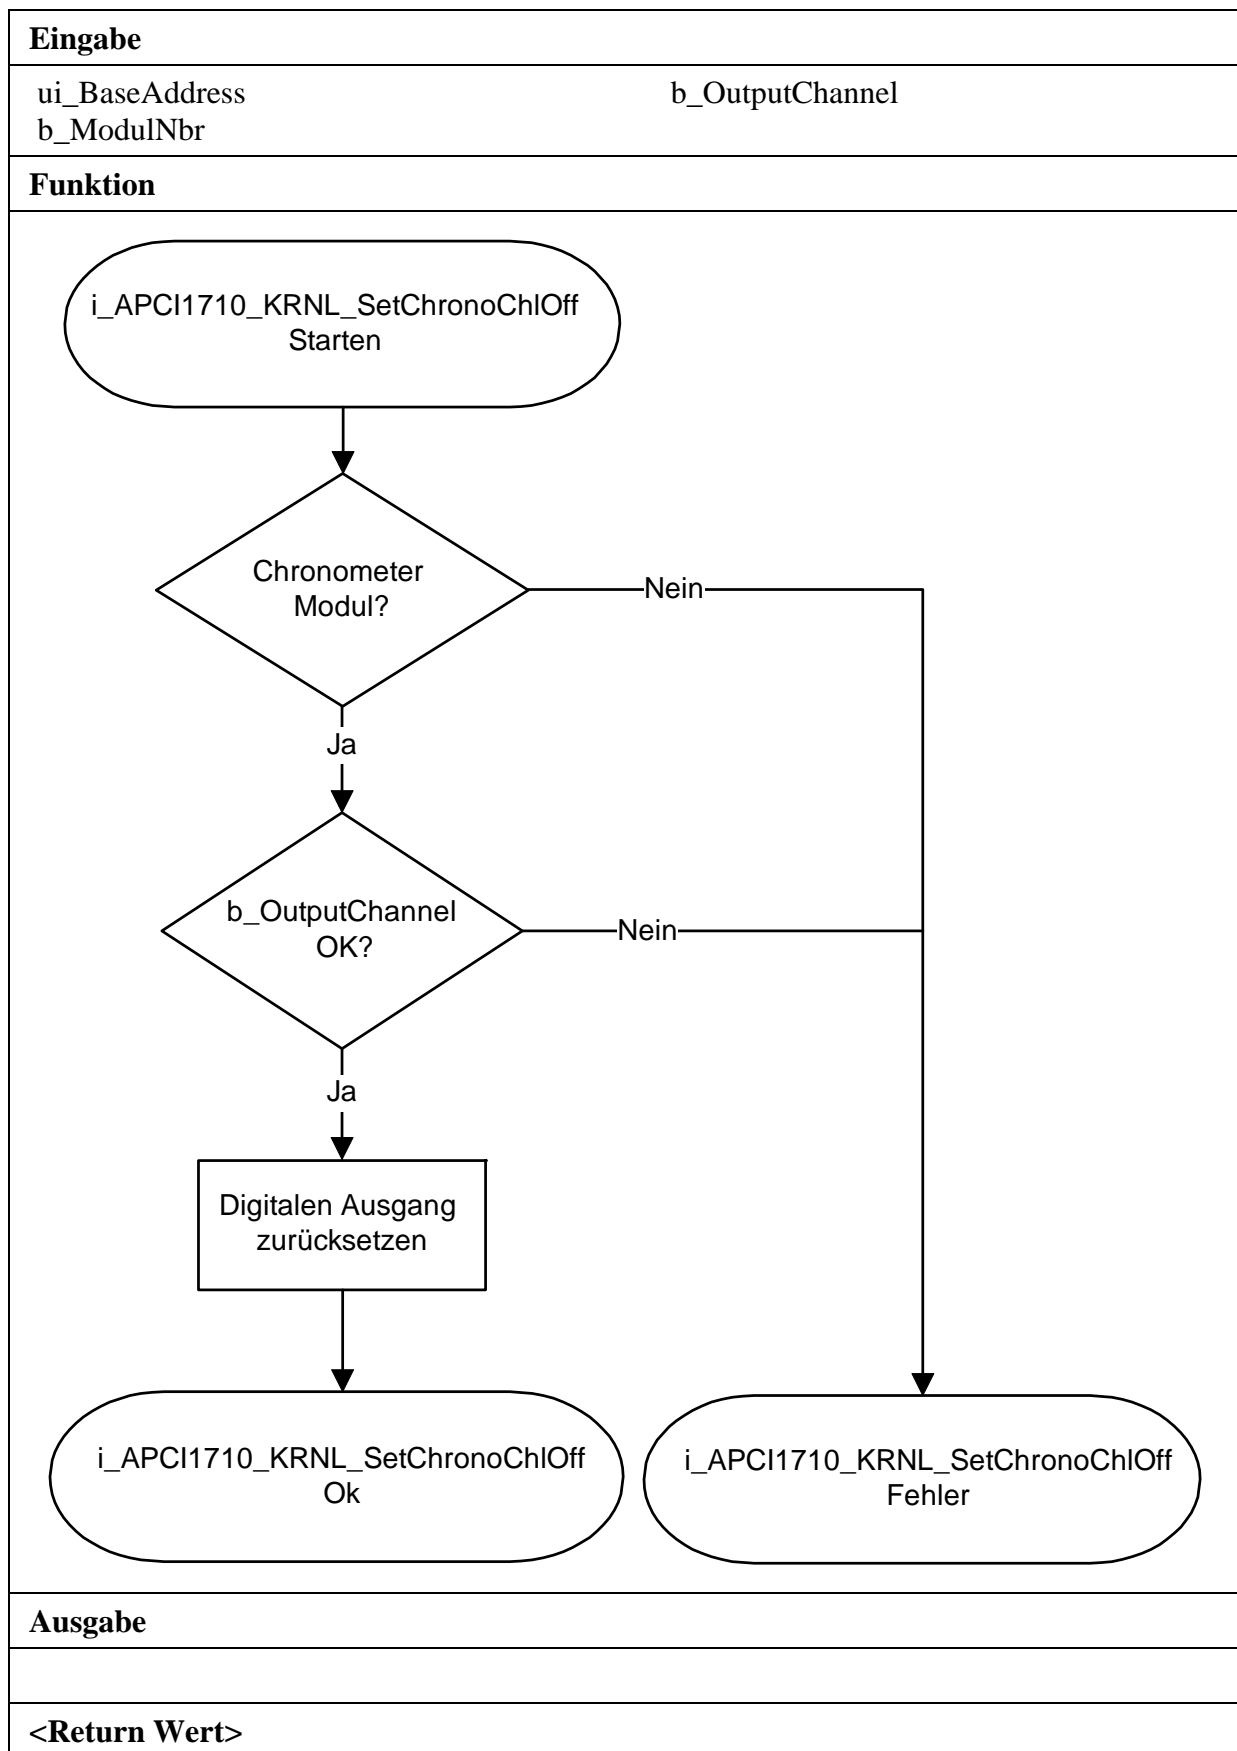 Eingabe
ui_BaseAddress b_OutputChannel
b_ModulNbr
Funktion
i_APCI1710_KRNL_SetChronoChlOff
Starten
Chronometer
Modul?
Nein
Ja
b_OutputChannel
OK?
Nein
Ja
Digitalen Ausgang
zurücksetzen
i_APCI1710_KRNL_SetChronoChlOff
Ok
i_APCI1710_KRNL_SetChronoChlOff
Fehler
Ausgabe
<Return Wert>